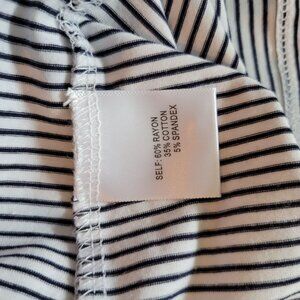 SELF: 60% RAYON
35% COTTON
5% SPANDEX